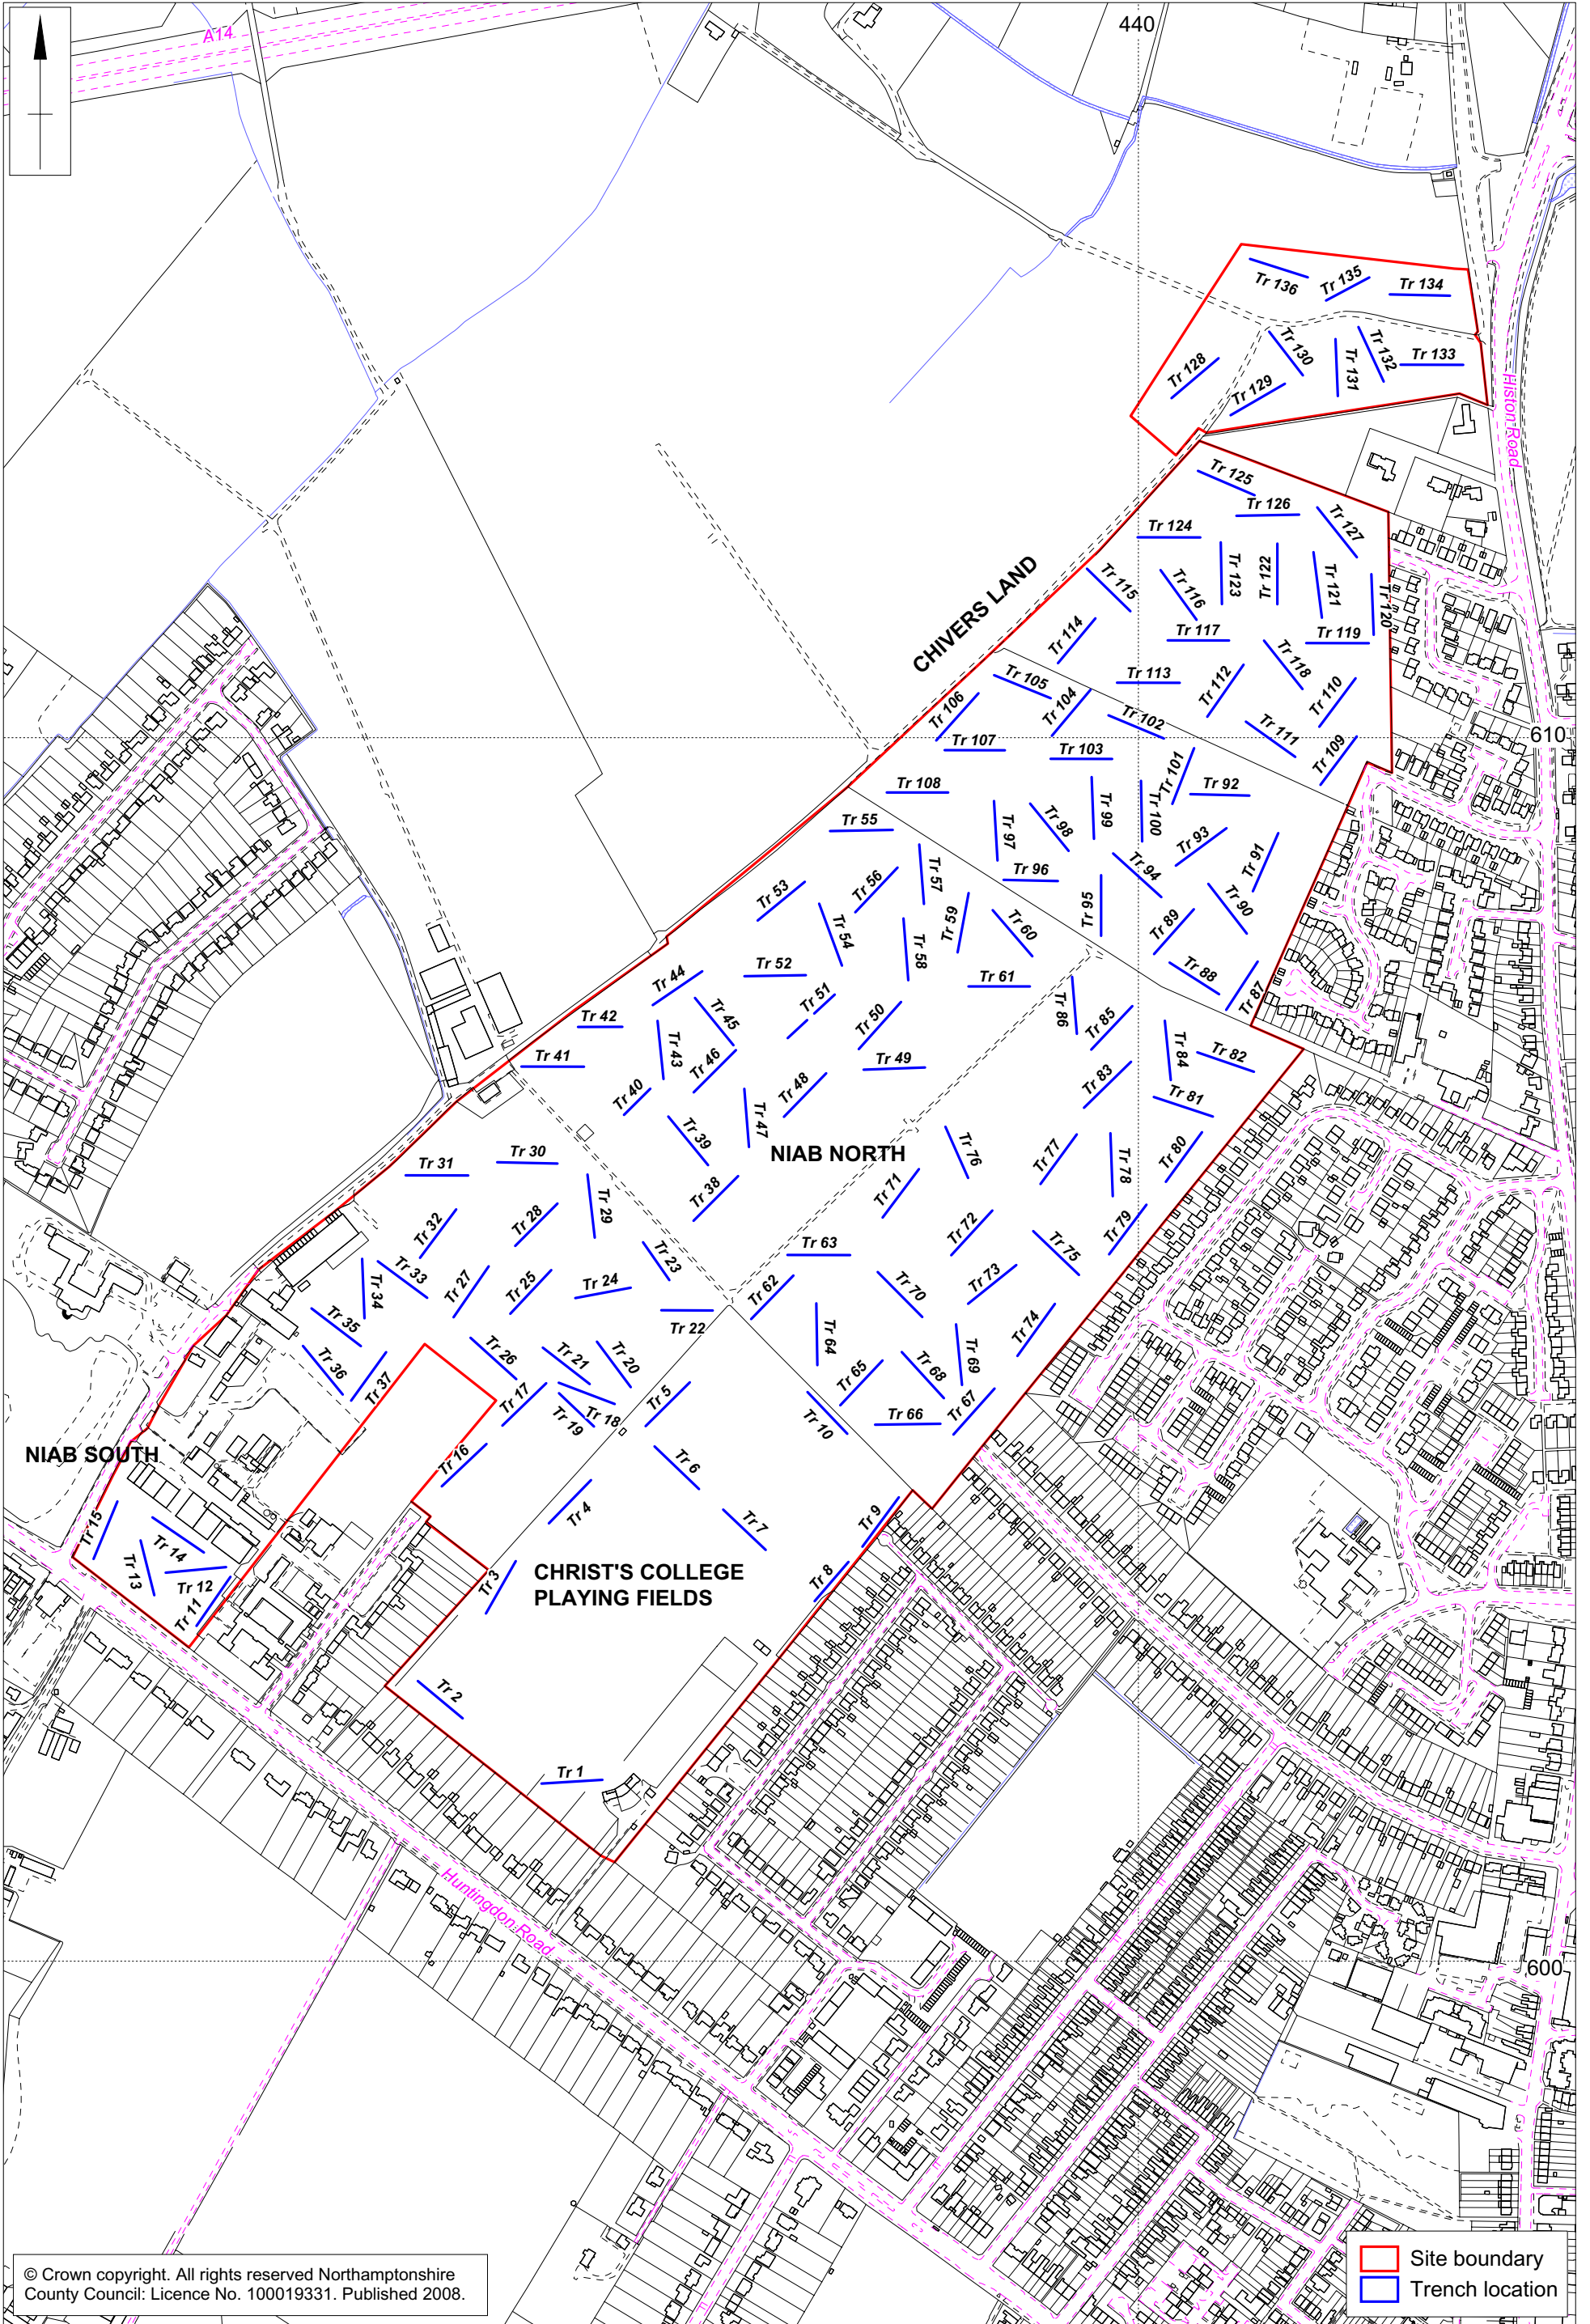 440
A14
Tr 136
Tr 135
Tr 134
Tr 130
Tr 132
Tr 133
Tr 128
Tr 131
Tr 129
Histon Road
Tr 125
Tr 126
Tr 127
Tr 124
CHIVERS LAND
Tr 115
Tr 116
Tr 123
Tr 122
Tr 121
Tr 120
Tr 114
Tr 117
Tr 119
Tr 105
Tr 113
Tr 112
Tr 118
Tr 110
Tr 106
Tr 104
Tr 102
Tr 107
Tr 103
Tr 111
Tr 109
610
Tr 108
Tr 101
Tr 92
Tr 99
Tr 100
Tr 55
Tr 97
Tr 98
Tr 93
Tr 91
Tr 53
Tr 56
Tr 57
Tr 96
Tr 94
Tr 54
Tr 59
Tr 60
Tr 95
Tr 89
Tr 90
Tr 58
Tr 52
Tr 61
Tr 88
Tr 87
Tr 44
Tr 51
Tr 42
Tr 45
Tr 50
Tr 86
Tr 85
Tr 41
Tr 43
Tr 46
Tr 49
Tr 84
Tr 82
Tr 40
Tr 48
Tr 83
Tr 81
Tr 39
Tr 47
NIAB NORTH
Tr 76
Tr 77
Tr 78
Tr 80
Tr 31
Tr 30
Tr 38
Tr 71
Tr 32
Tr 28
Tr 29
Tr 72
Tr 79
Tr 63
Tr 75
Tr 34
Tr 33
Tr 27
Tr 25
Tr 24
Tr 23
Tr 62
Tr 70
Tr 73
Tr 35
Tr 22
Tr 64
Tr 74
Tr 36
Tr 37
Tr 26
Tr 21
Tr 20
Tr 65
Tr 68
Tr 69
Tr 17
Tr 19
Tr 18
Tr 5
Tr 10
Tr 66
Tr 67
NIAB SOUTH
Tr 16
Tr 6
Tr 4
Tr 7
Tr 9
Tr 15
Tr 14
Tr 13
Tr 12
Tr 11
Tr 3
CHRIST'S COLLEGE
PLAYING FIELDS
Tr 8
Tr 2
Tr 1
Huntingdon Road
600
© Crown copyright. All rights reserved Northamptonshire
County Council: Licence No. 100019331. Published 2008.
Site boundary
Trench location